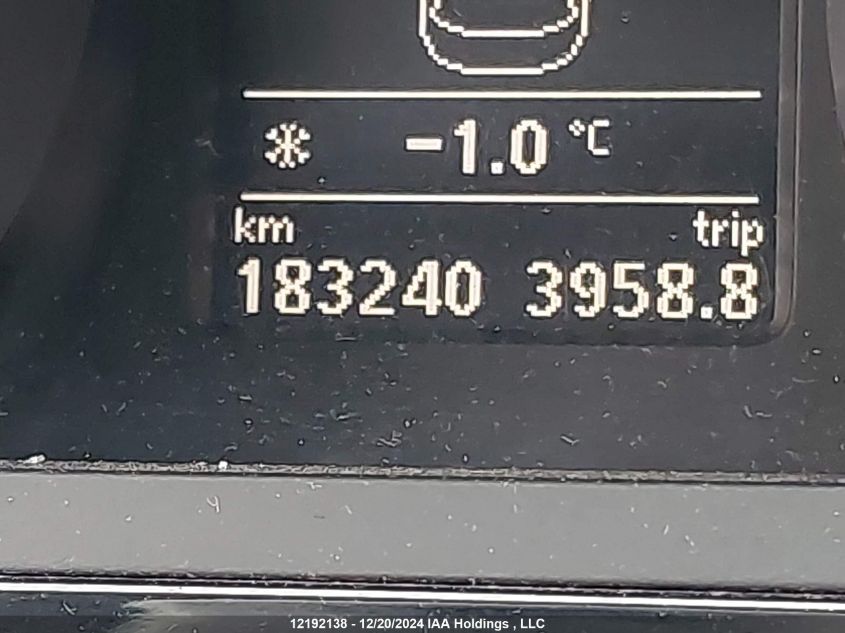 -1.0 °C
km trip
183240 3958.8
12192138 - 12/20/2024 IAA Holdings , LLC